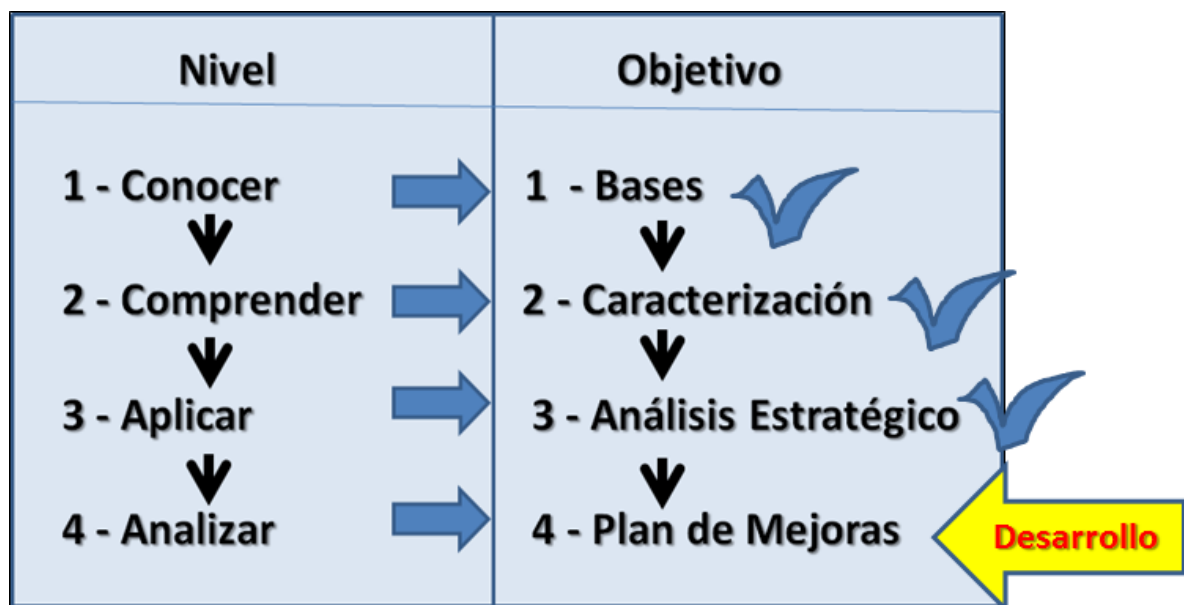 Nivel Objetivo
1 - Conocer 1 - Bases
2 - Comprender 2 - Caracterización
3 - Aplicar 3 - Análisis Estratégico
4 - Analizar 4 - Plan de Mejoras Desarrollo